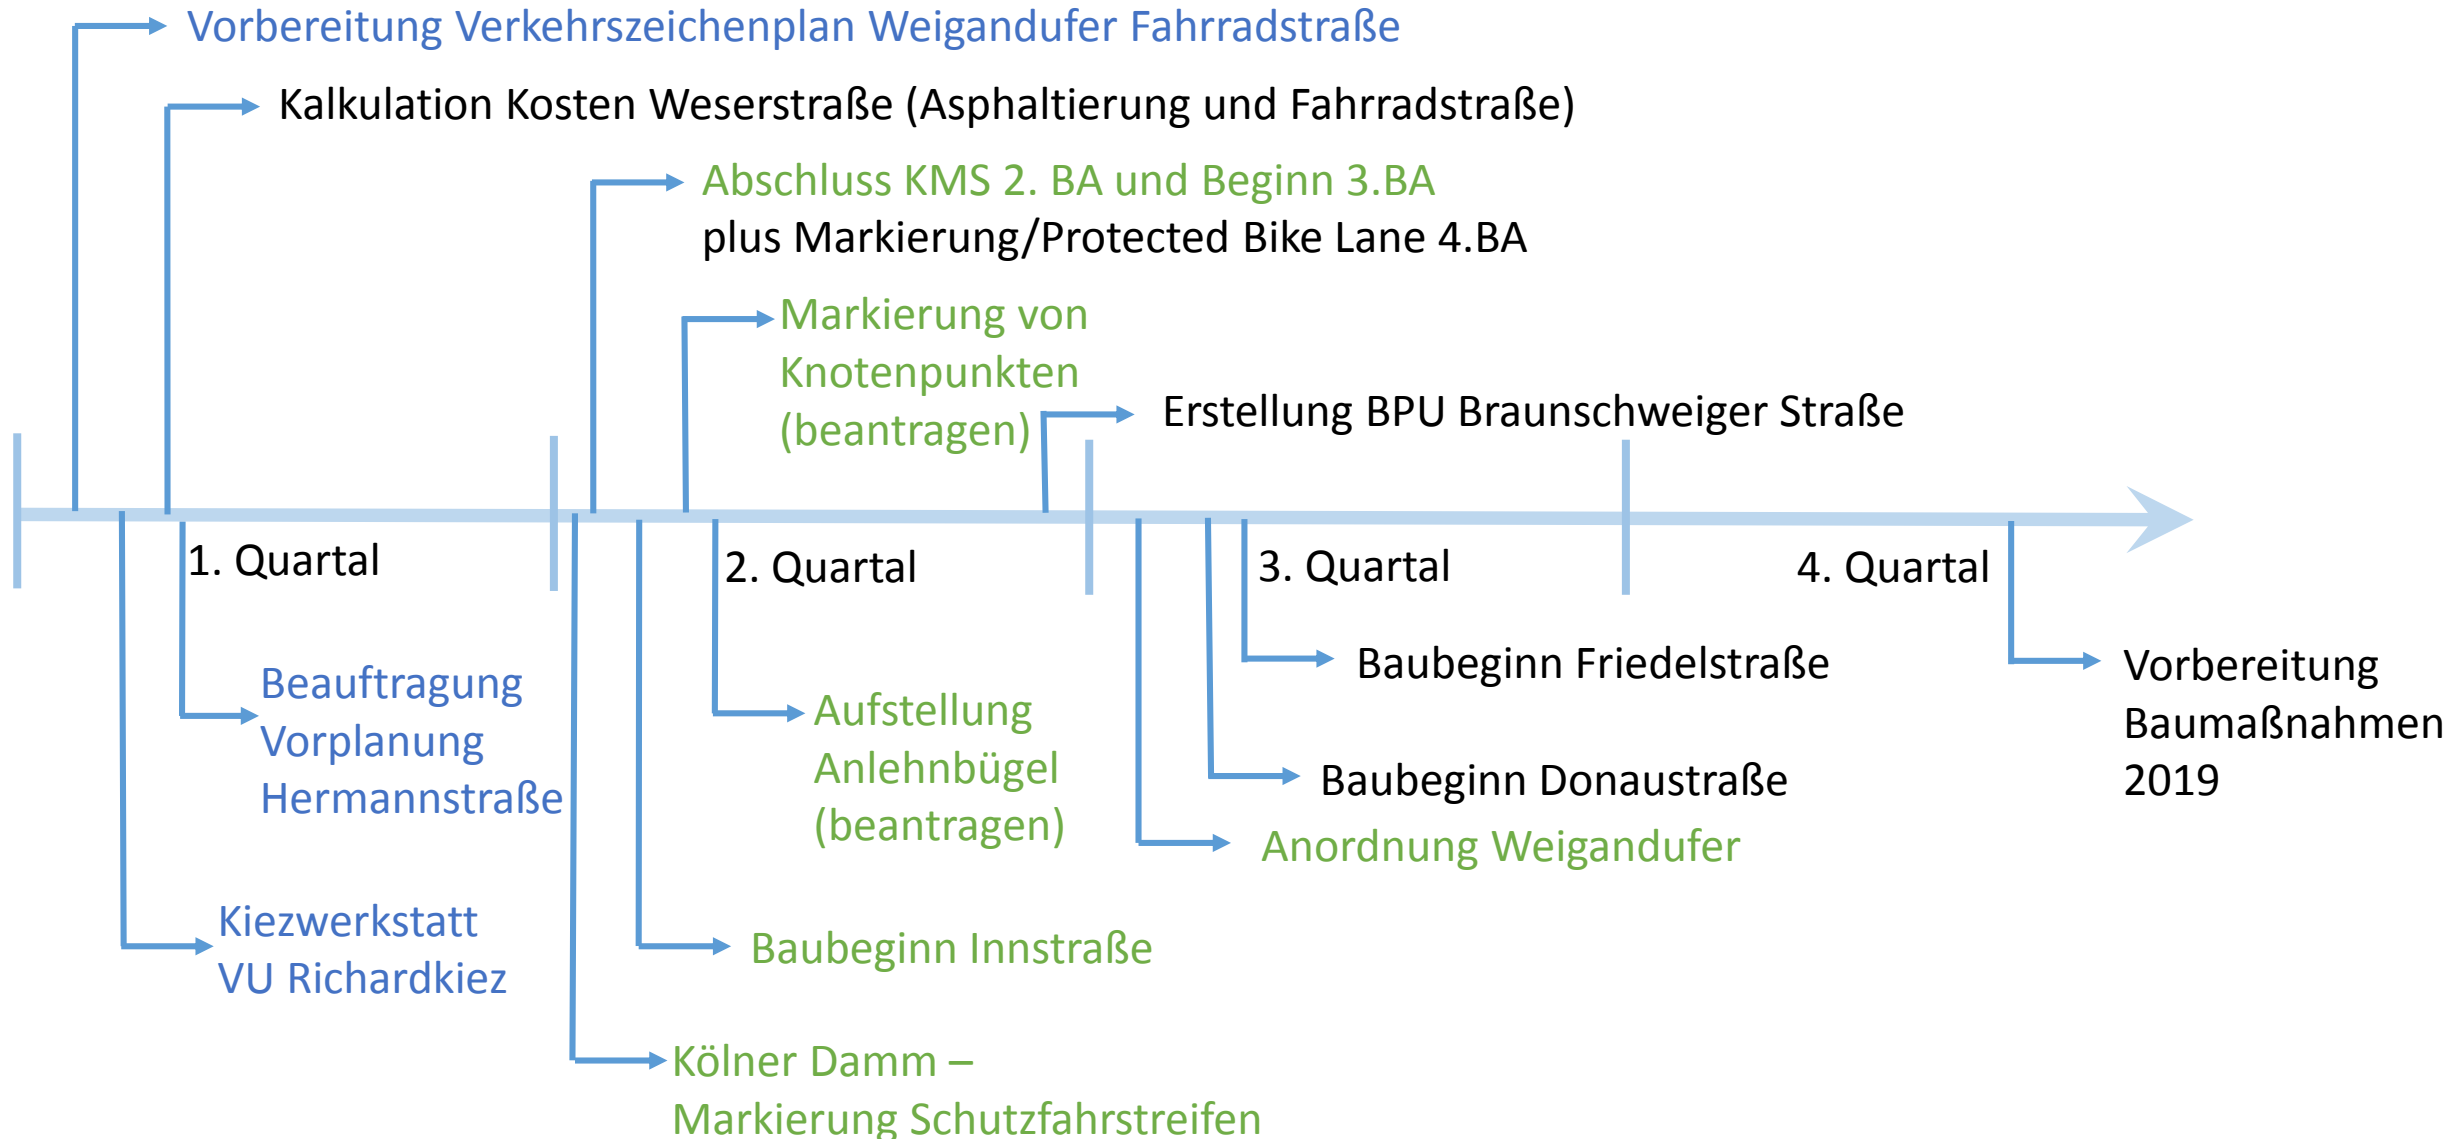 Vorbereitung Verkehrszeichenplan Weigandufer Fahrradstraße
Kalkulation Kosten Weserstraße (Asphaltierung und Fahrradstraße)
Abschluss KMS 2. BA und Beginn 3.BA
plus Markierung/Protected Bike Lane 4.BA
Markierung von
Knotenpunkten
(beantragen)
Erstellung BPU Braunschweiger Straße
1. Quartal
2. Quartal
3. Quartal
4. Quartal
Beauftragung
Vorplanung
Hermannstraße
Kiezwerkstatt
VU Richardkiez
Aufstellung
Anlehnbügel
(beantragen)
Baubeginn Innstraße
Kölner Damm –
Markierung Schutzfahrstreifen
Baubeginn Friedelstraße
Baubeginn Donaustraße
Anordnung Weigandufer
Vorbereitung
Baumaßnahmen
2019